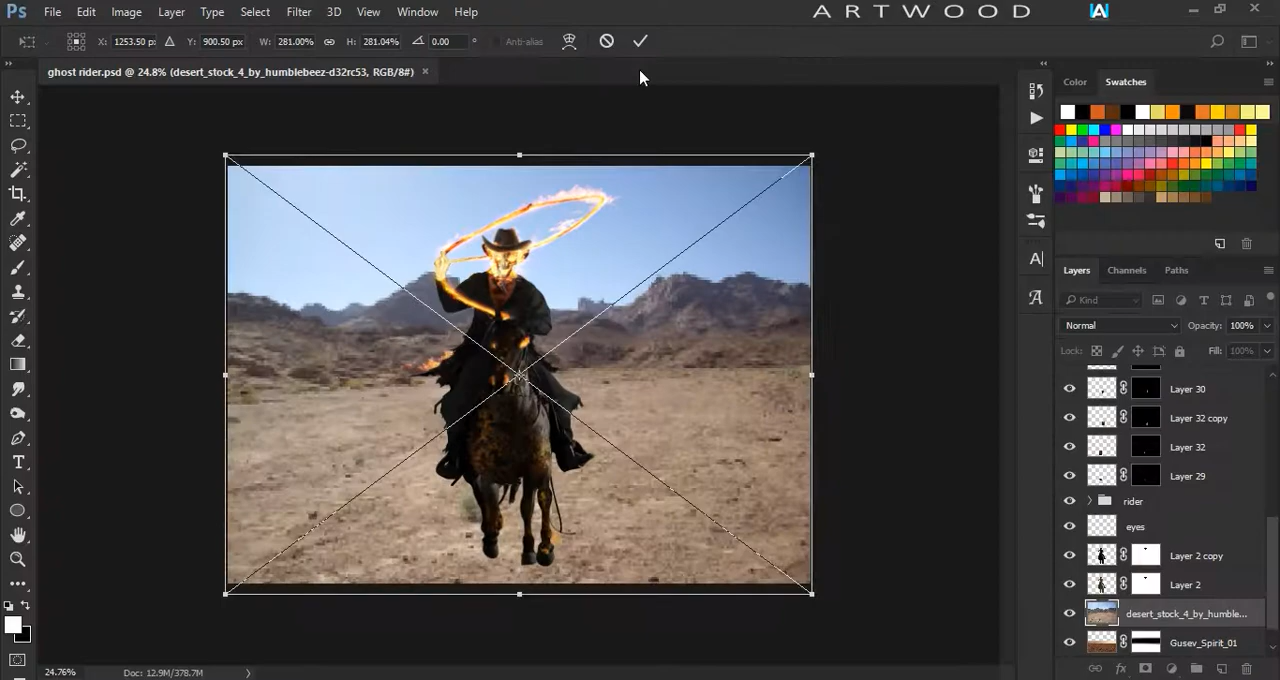 Ps File Edit Image Layer Type Select Filter 3D View Window Help ARTWOOD
X: 1253.50 px Y: 900.50 px W: 281.00% H: 281.04% 0.00 ° Anti-alias
ghost rider.psd @ 24.8% (desert_stock_4_by_humblebeez-d32rc53, RGB/8#) ×
Color Swatches
Layers Channels Paths
Kind
Normal Opacity: 100%
Lock: Fill: 100%
Layer 30
Layer 32 copy
Layer 32
Layer 29
rider
eyes
Layer 2 copy
Layer 2
desert_stock_4_by_humble...
Gusev_Spirit_01
24.76% Doc: 12.9M/378.7M